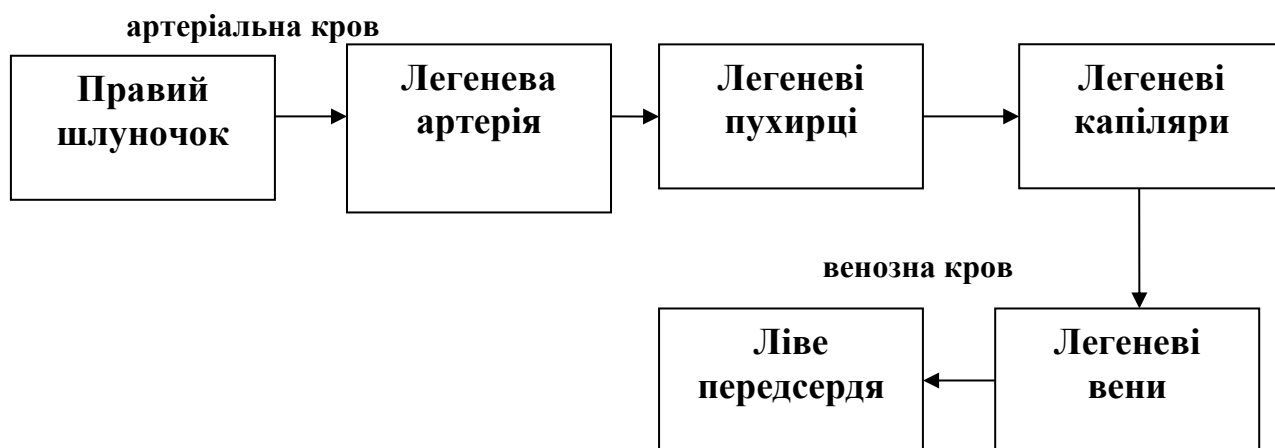 артеріальна кров
Правий
шлуночок
Легенева
артерія
Легеневі
пухирці
Легеневі
капіляри
венозна кров
Ліве
передсердя
Легеневі
вени